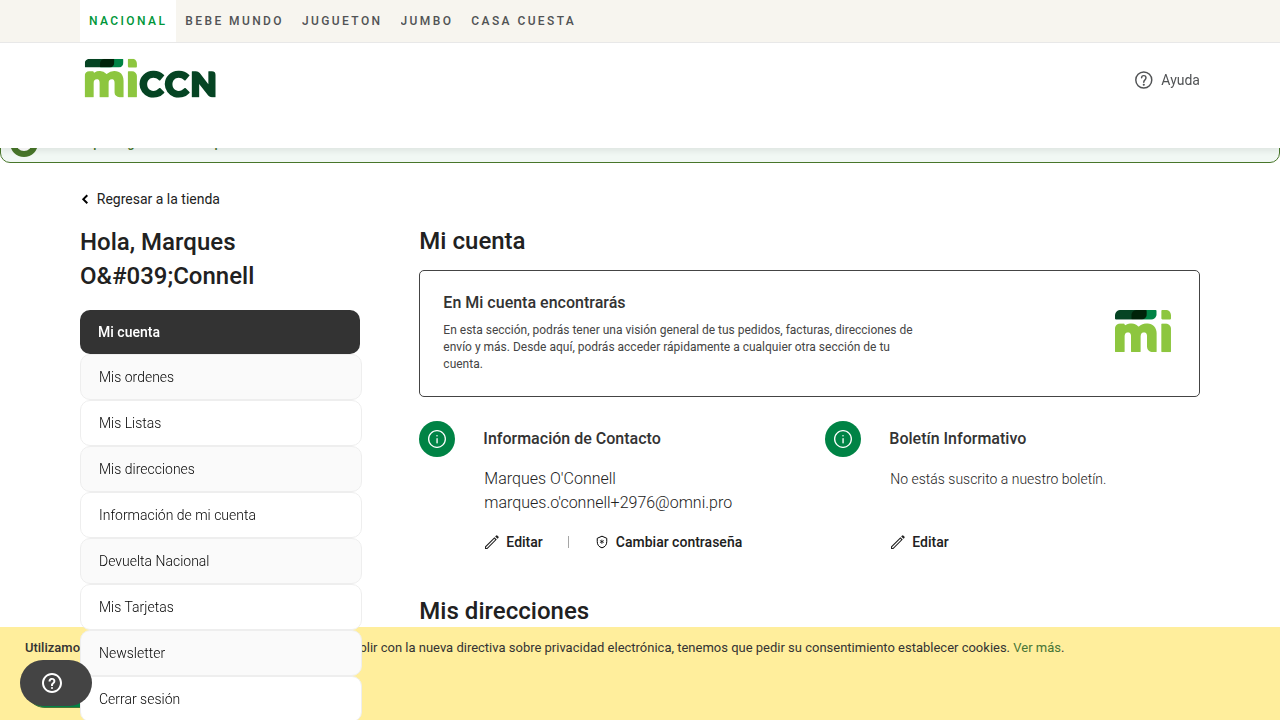 NACIONAL BEBE MUNDO JUGUETON JUMBO CASA CUESTA
miCCN
Ayuda
Regresar a la tienda
Hola, Marques
O&#039;Connell
Mi cuenta
Mis ordenes
Mis Listas
Mis direcciones
Información de mi cuenta
Devuelta Nacional
Mis Tarjetas
Newsletter
Cerrar sesión
Mi cuenta
En Mi cuenta encontrarás
En esta sección, podrás tener una visión general de tus pedidos, facturas, direcciones de
envío y más. Desde aquí, podrás acceder rápidamente a cualquier otra sección de tu
cuenta.
mi
Información de Contacto
Marques O'Connell
marques.o'connell+2976@omni.pro
Editar | Cambiar contraseña
Boletín Informativo
No estás suscrito a nuestro boletín.
Editar
Mis direcciones
con la nueva directiva sobre privacidad electrónica, tenemos que pedir su consentimiento establecer cookies. Ver más.